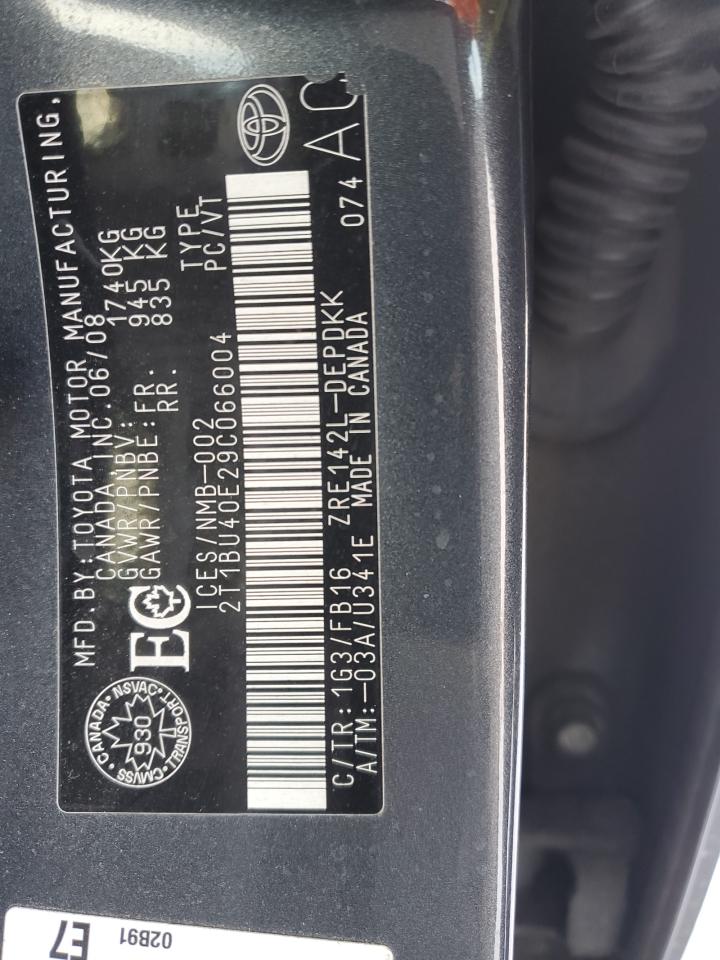 MFD.BY:TOYOTA MOTOR MANUFACTURING.
CANADA INC.06/08
GVWR/PNBV: 1740KG
GAWR/PNBE:FR. 945 KG
RR. 835 KG
CANADA • NSVAC • TRANSPORT • CMVSS •
930
EC
ICES/NMB-002
TYPE
2T1BU40E29C066004 PC/VT
C/TR:1G3/FB16 ZRE142L-DEPDKK
A/TM:-03A/U341E MADE IN CANADA
074 AC
E7
02B91